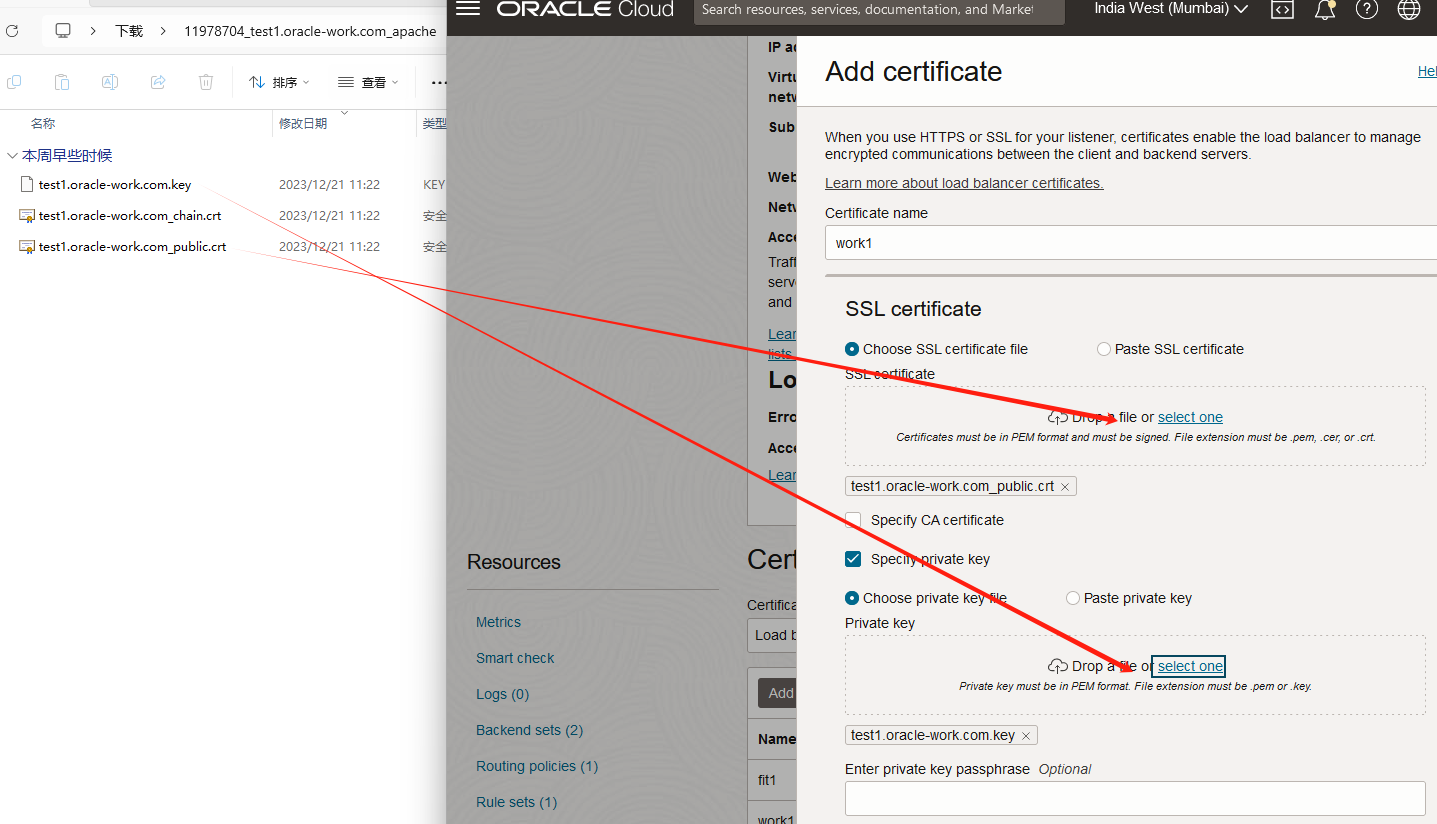 下载
11978704_test1.oracle-work.com_apache
排序
查看
名称
修改日期
类型
本周早些时候
test1.oracle-work.com.key 2023/12/21 11:22 KEY
test1.oracle-work.com_chain.crt 2023/12/21 11:22 安全
test1.oracle-work.com_public.crt 2023/12/21 11:22 安全
ORACLE Cloud
Search resources, services, documentation, and Market
India West (Mumbai)
IP ad
Virtu
netw
Sub
Web
Netw
Acce
Traff
serve
and
Lear
lists
Lo
Erro
Acce
Lear
Resources
Metrics
Smart check
Logs (0)
Backend sets (2)
Routing policies (1)
Rule sets (1)
Cert
Certifica
Load b
Add
Name
fit1
work1
Add certificate
Hel
When you use HTTPS or SSL for your listener, certificates enable the load balancer to manage
encrypted communications between the client and backend servers.
Learn more about load balancer certificates.
Certificate name
work1
SSL certificate
Choose SSL certificate file
Paste SSL certificate
SSL certificate
Drop a file or select one
Certificates must be in PEM format and must be signed. File extension must be .pem, .cer, or .crt.
test1.oracle-work.com_public.crt
Specify CA certificate
Specify private key
Choose private key file
Paste private key
Private key
Drop a file or select one
Private key must be in PEM format. File extension must be .pem or .key.
test1.oracle-work.com.key
Enter private key passphrase Optional